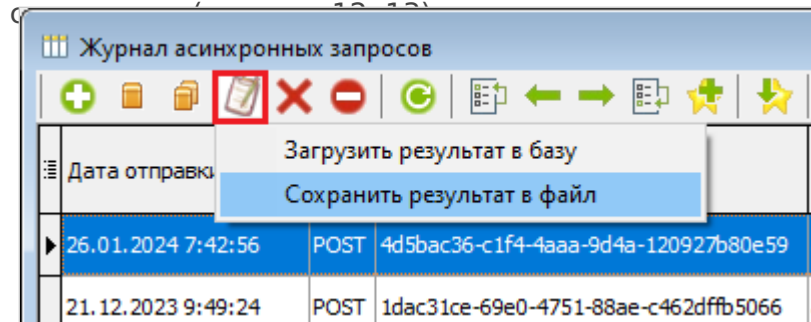 Журнал асинхронных запросов
Загрузить результат в базу
Сохранить результат в файл
Дата отправки
26.01.2024 7:42:56 POST 4d5bac36-c1f4-4aaa-9d4a-120927b80e59
21.12.2023 9:49:24 POST 1dac31ce-69e0-4751-88ae-c462dffb5066